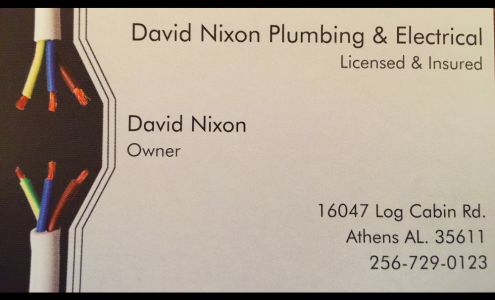 David Nixon Plumbing & Electrical
Licensed & Insured
David Nixon
Owner
16047 Log Cabin Rd.
Athens AL. 35611
256-729-0123